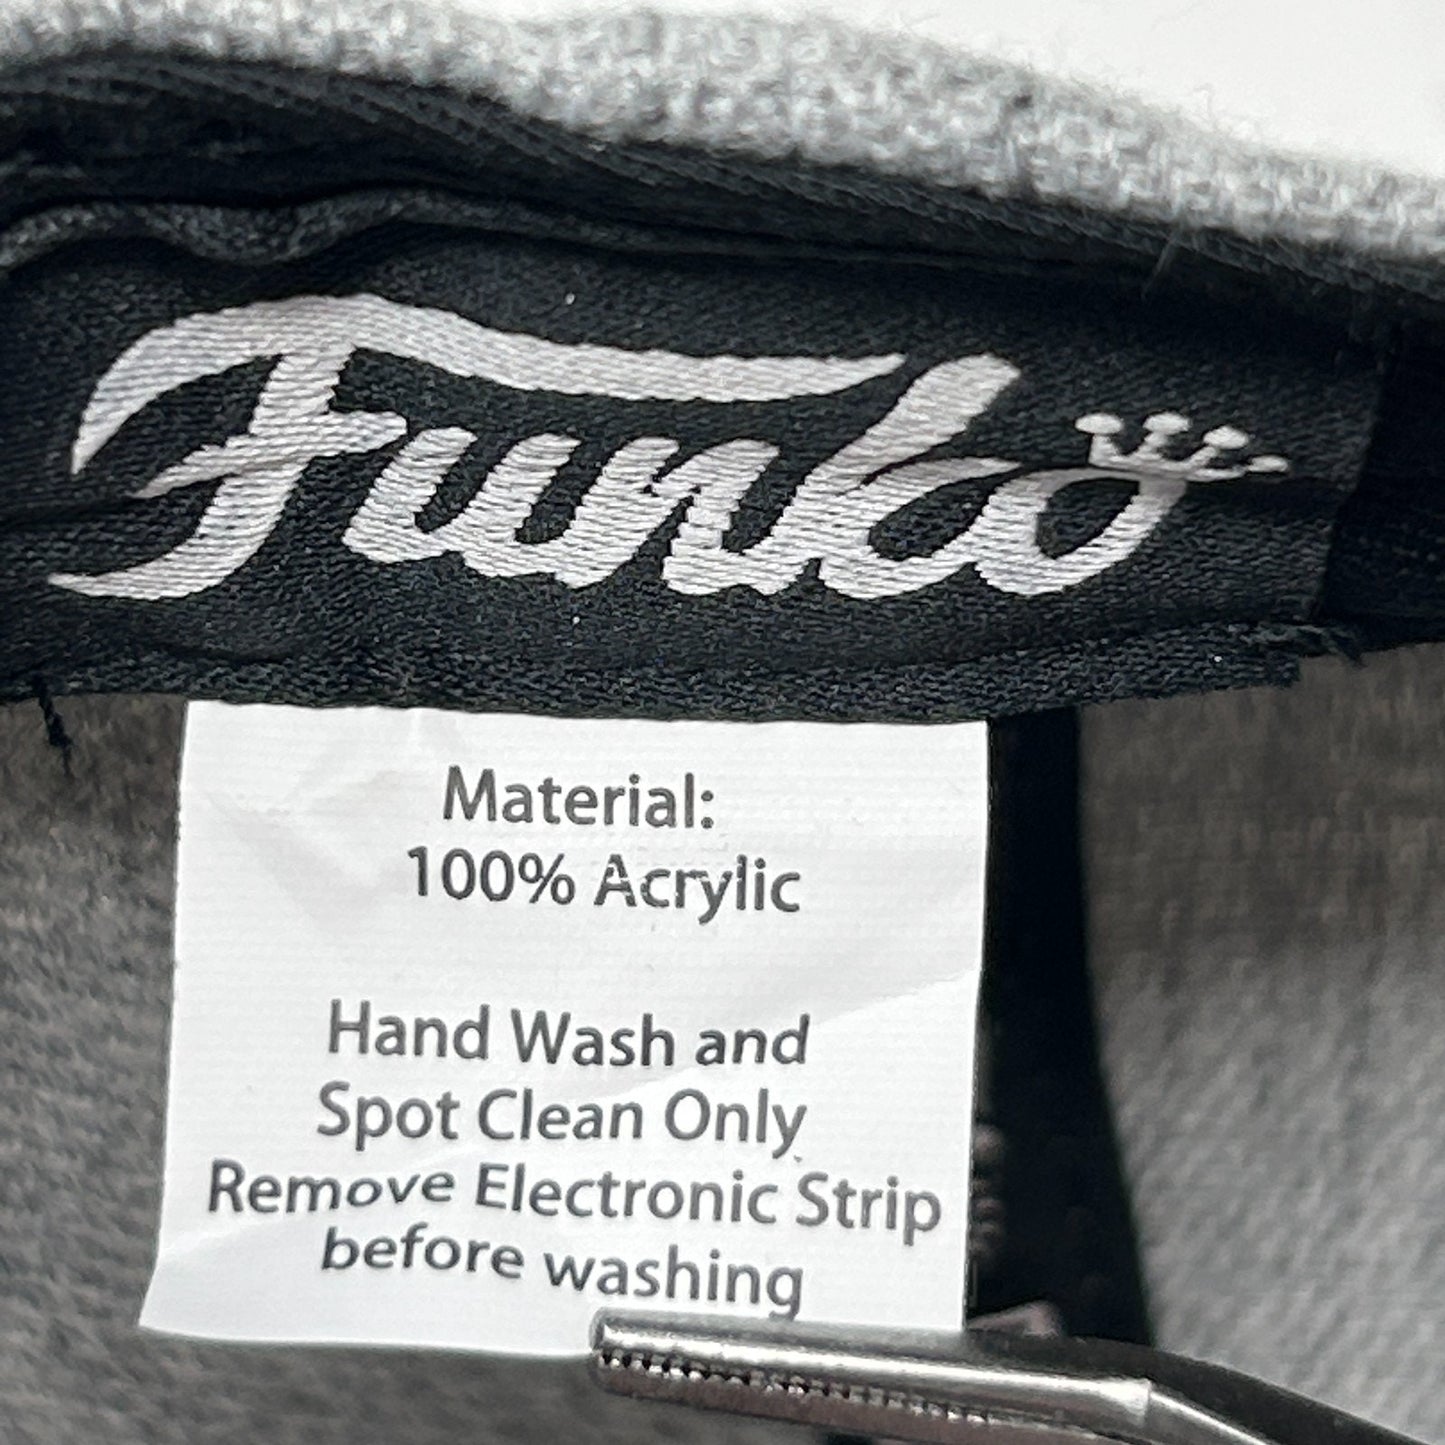 Funko
Material:
100% Acrylic
Hand Wash and
Spot Clean Only
Remove Electronic Strip
before washing